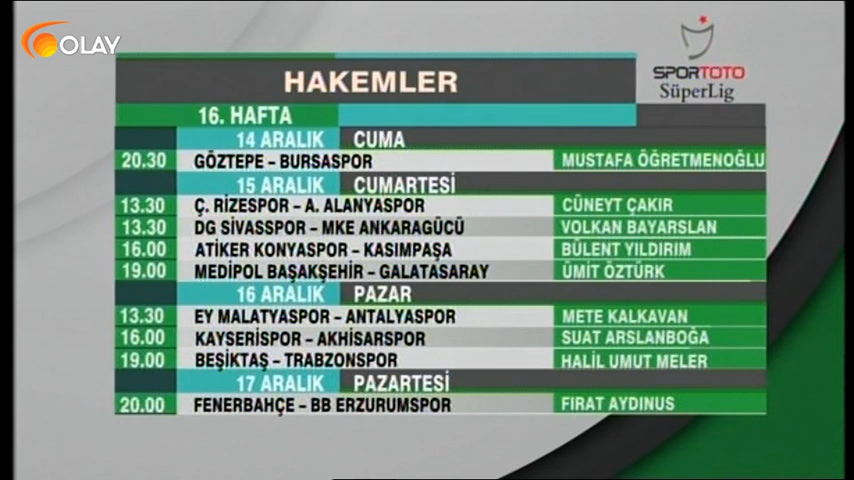 OLAY
SPORTOTO
SüperLig
HAKEMLER
16. HAFTA
14 ARALIK CUMA
20.30 GÖZTEPE – BURSASPOR MUSTAFA ÖĞRETMENOĞLU
15 ARALIK CUMARTESİ
13.30 Ç. RİZESPOR – A. ALANYASPOR CÜNEYT ÇAKIR
13.30 DG SİVASSPOR – MKE ANKARAGÜCÜ VOLKAN BAYARSLAN
16.00 ATİKER KONYASPOR – KASIMPAŞA BÜLENT YILDIRIM
19.00 MEDİPOL BAŞAKŞEHİR – GALATASARAY ÜMİT ÖZTÜRK
16 ARALIK PAZAR
13.30 EY MALATYASPOR – ANTALYASPOR METE KALKAVAN
16.00 KAYSERİSPOR – AKHİSARSPOR SUAT ARSLANBOĞA
19.00 BEŞİKTAŞ – TRABZONSPOR HALİL UMUT MELER
17 ARALIK PAZARTESİ
20.00 FENERBAHÇE – BB ERZURUMSPOR FIRAT AYDINUS